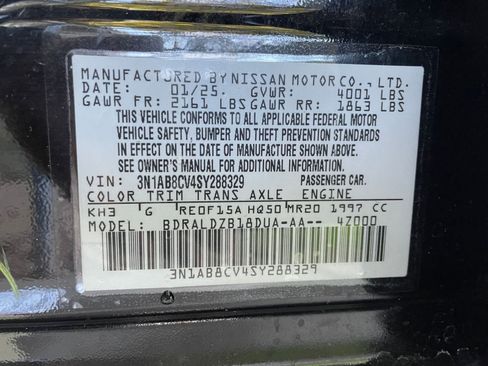 MANUFACTURED BY NISSAN MOTOR CO., LTD.
DATE: 01/25. GVWR: 4001 LBS
GAWR FR: 2161 LBS GAWR RR: 1863 LBS
THIS VEHICLE CONFORMS TO ALL APPLICABLE FEDERAL MOTOR
VEHICLE SAFETY, BUMPER AND THEFT PREVENTION STANDARDS
IN EFFECT ON THE DATE OF MANUFACTURE SHOWN ABOVE.
SEE OWNER'S MANUAL FOR ADDITIONAL INFORMATION.
VIN: 3N1AB8CV4SY288329 PASSENGER CAR.
COLOR TRIM TRANS AXLE ENGINE
KH3 G RE0F15A HQ50 MR20 1997 CC
MODEL: BDRALDZB18DUA-AA-- 4Z000
3N1AB8CV4SY288329